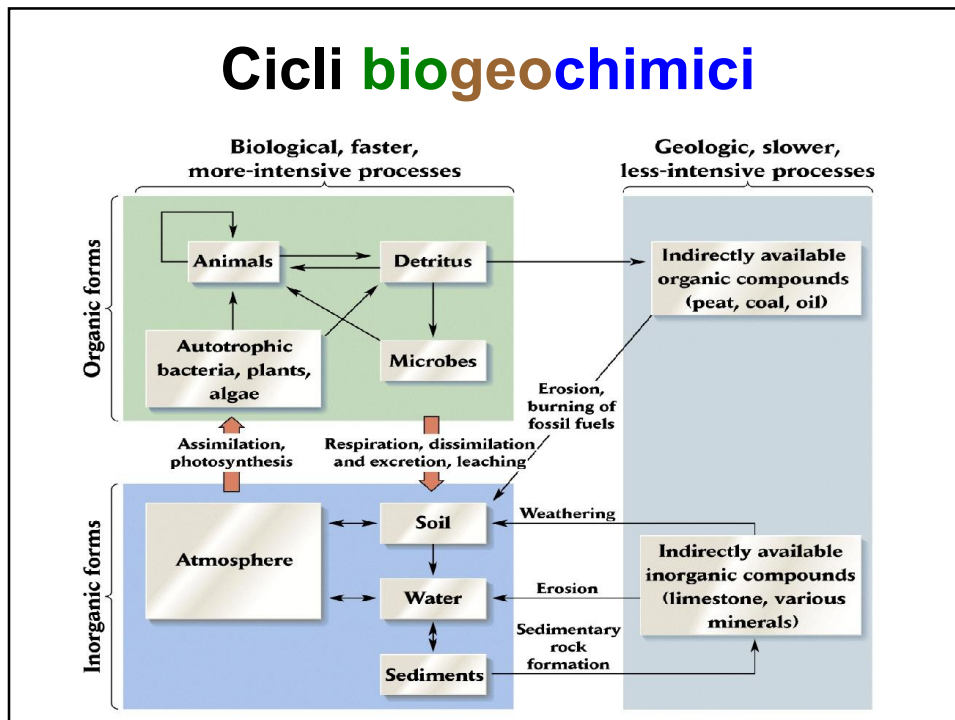 Cicli biogeochimici
Biological, faster,
more-intensive processes
Geologic, slower,
less-intensive processes
Organic forms
Animals
Detritus
Indirectly available
organic compounds
(peat, coal, oil)
Autotrophic
bacteria, plants,
algae
Microbes
Erosion,
burning of
fossil fuels
Assimilation,
photosynthesis
Respiration, dissimilation
and excretion, leaching
Inorganic forms
Atmosphere
Soil
Weathering
Indirectly available
inorganic compounds
(limestone, various
minerals)
Water
Erosion
Sedimentary
rock
formation
Sediments